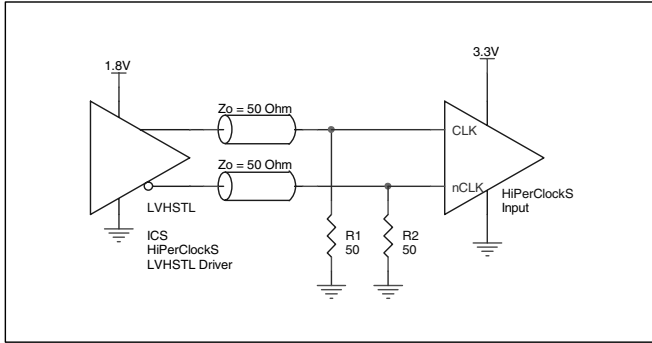 1.8V
3.3V
Zo = 50 Ohm
CLK
Zo = 50 Ohm
nCLK
HiPerClockS
Input
LVHSTL
ICS
HiPerClockS
LVHSTL Driver
R1
50
R2
50